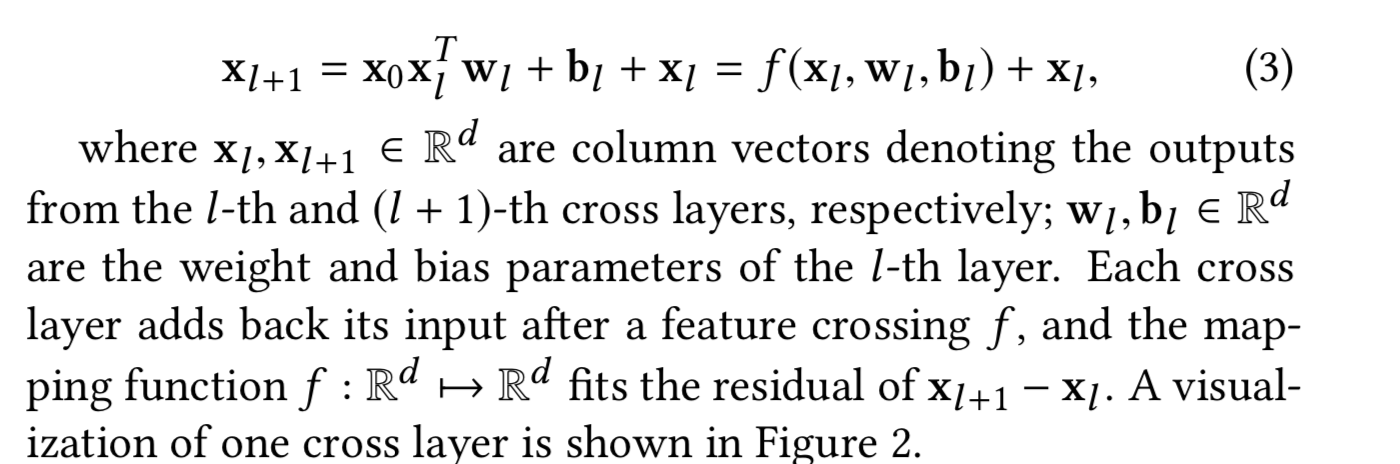 𝐱_{l+1} = 𝐱₀𝐱_l^T 𝐰_l + 𝐛_l + 𝐱_l = f(𝐱_l, 𝐰_l, 𝐛_l) + 𝐱_l, (3)
where 𝐱_l, 𝐱_{l+1} ∈ ℝ^d are column vectors denoting the outputs
from the l-th and (l + 1)-th cross layers, respectively; 𝐰_l, 𝐛_l ∈ ℝ^d
are the weight and bias parameters of the l-th layer. Each cross
layer adds back its input after a feature crossing f, and the map-
ping function f : ℝ^d ↦ ℝ^d fits the residual of 𝐱_{l+1} − 𝐱_l. A visual-
ization of one cross layer is shown in Figure 2.